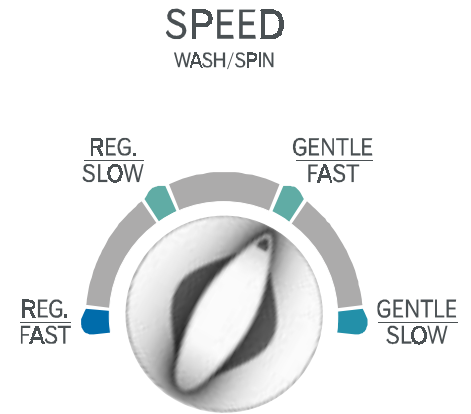 SPEED
WASH/SPIN
REG.
SLOW
GENTLE
FAST
REG.
FAST
GENTLE
SLOW